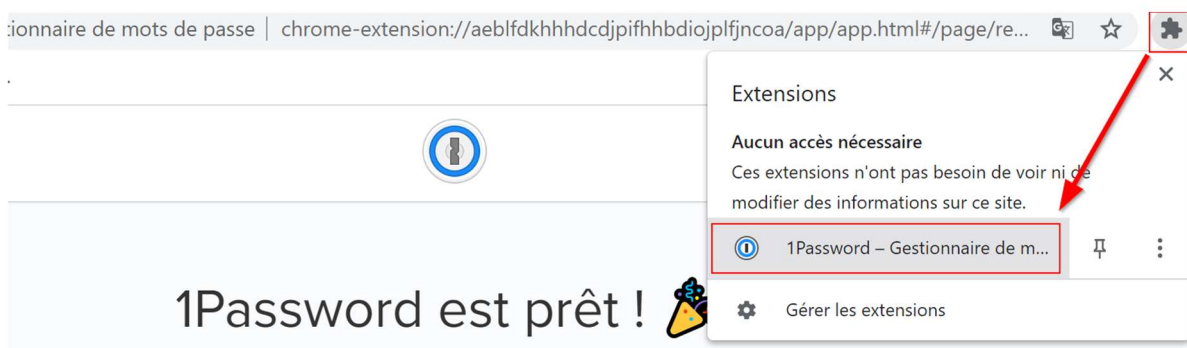 ionnaire de mots de passe | chrome-extension://aeblfdkhhhdcdjpifhhbdiojplfjncoa/app/app.html#/page/re...
Extensions
Aucun accès nécessaire
Ces extensions n'ont pas besoin de voir ni de
modifier des informations sur ce site.
1Password – Gestionnaire de m...
1Password est prêt !
Gérer les extensions